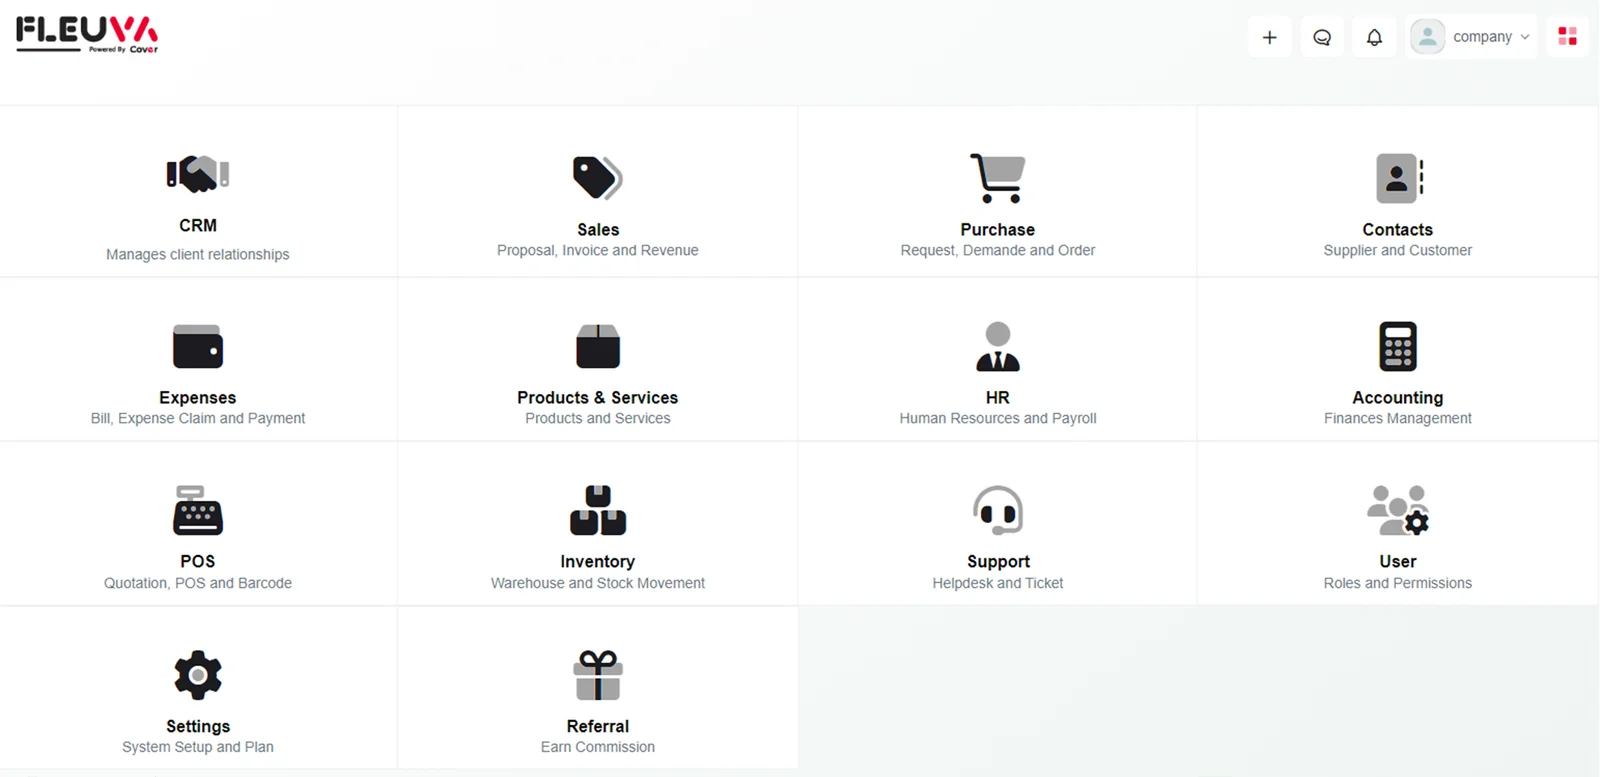 FLEUVA
Powered By Cover
company
CRM
Manages client relationships
Sales
Proposal, Invoice and Revenue
Purchase
Request, Demande and Order
Contacts
Supplier and Customer
Expenses
Bill, Expense Claim and Payment
Products & Services
Products and Services
HR
Human Resources and Payroll
Accounting
Finances Management
POS
Quotation, POS and Barcode
Inventory
Warehouse and Stock Movement
Support
Helpdesk and Ticket
User
Roles and Permissions
Settings
System Setup and Plan
Referral
Earn Commission